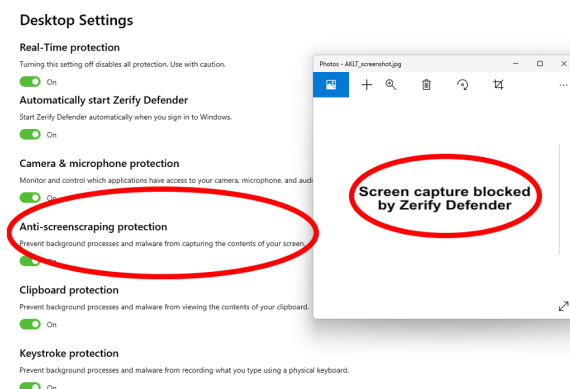 Desktop Settings
Real-Time protection
Turning this setting off disables all protection. Use with caution.
On
Automatically start Zerify Defender
Start Zerify Defender automatically when you sign in to Windows.
On
Camera & microphone protection
Monitor and control which applications have access to your camera, microphone, and audi
On
Anti-screenscraping protection
Prevent background processes and malware from capturing the contents of your screen.
On
Clipboard protection
Prevent background processes and malware from viewing the contents of your clipboard.
On
Keystroke protection
Prevent background processes and malware from recording what you type using a physical keyboard.
On
Photos - AKLT_screenshot.jpg
Screen capture blocked
by Zerify Defender